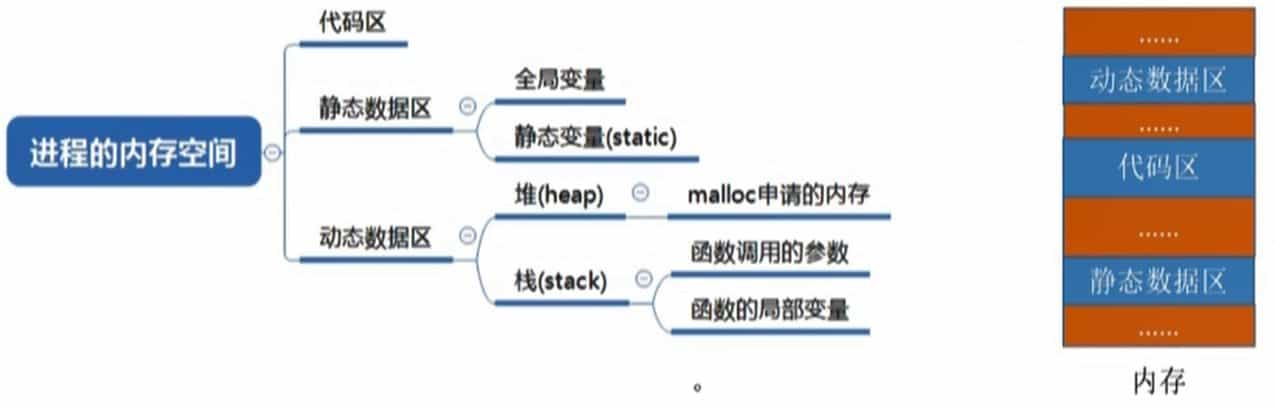 进程的内存空间
代码区
静态数据区
全局变量
静态变量(static)
动态数据区
堆(heap)
malloc申请的内存
栈(stack)
函数调用的参数
函数的局部变量
。
......
动态数据区
......
代码区
......
静态数据区
......
内存